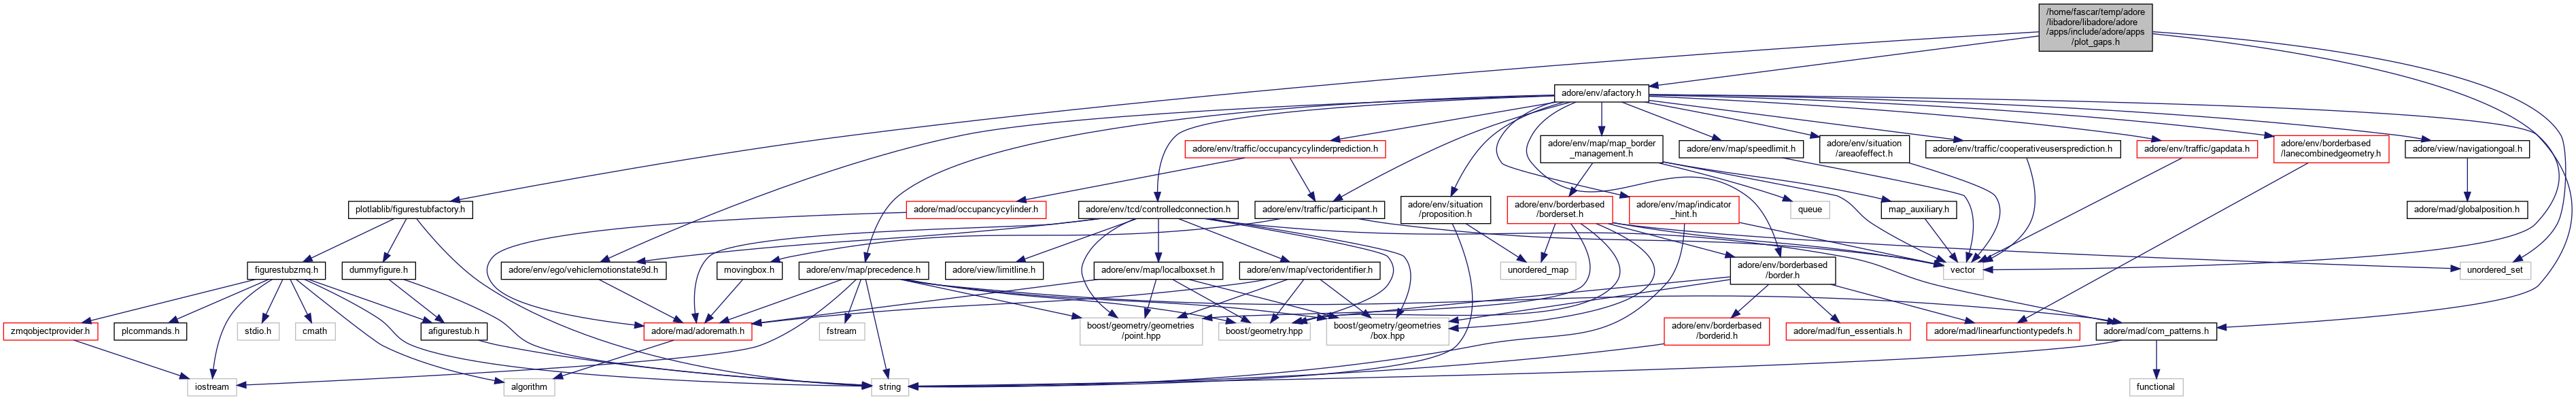 /home/fascar/temp/adore
/libadore/libadore/adore
/apps/include/adore/apps
/plot_gaps.h
adore/env/afactory.h
adore/env/traffic/occupancycylinderprediction.h
adore/env/map/map_border
_management.h
adore/env/map/speedlimit.h
adore/env/situation
/areaofeffect.h
adore/env/traffic/cooperativeusersprediction.h
adore/env/traffic/gapdata.h
adore/env/borderbased
/lanecombinedgeometry.h
adore/view/navigationgoal.h
plotlablib/figurestubfactory.h
adore/mad/occupancycylinder.h
adore/env/tcd/controlledconnection.h
adore/env/traffic/participant.h
adore/env/situation
/proposition.h
adore/env/borderbased
/borderset.h
adore/env/map/indicator
_hint.h
queue
map_auxiliary.h
adore/mad/globalposition.h
figurestubzmq.h
dummyfigure.h
adore/env/ego/vehiclemotionstate9d.h
movingbox.h
adore/env/map/precedence.h
adore/view/limitline.h
adore/env/map/localboxset.h
adore/env/map/vectoridentifier.h
unordered_map
adore/env/borderbased
/border.h
vector
unordered_set
zmqobjectprovider.h
plcommands.h
stdio.h
cmath
afigurestub.h
adore/mad/adoremath.h
fstream
boost/geometry/geometries
/point.hpp
boost/geometry.hpp
boost/geometry/geometries
/box.hpp
adore/env/borderbased
/borderid.h
adore/mad/fun_essentials.h
adore/mad/linearfunctiontypedefs.h
adore/mad/com_patterns.h
iostream
algorithm
string
functional